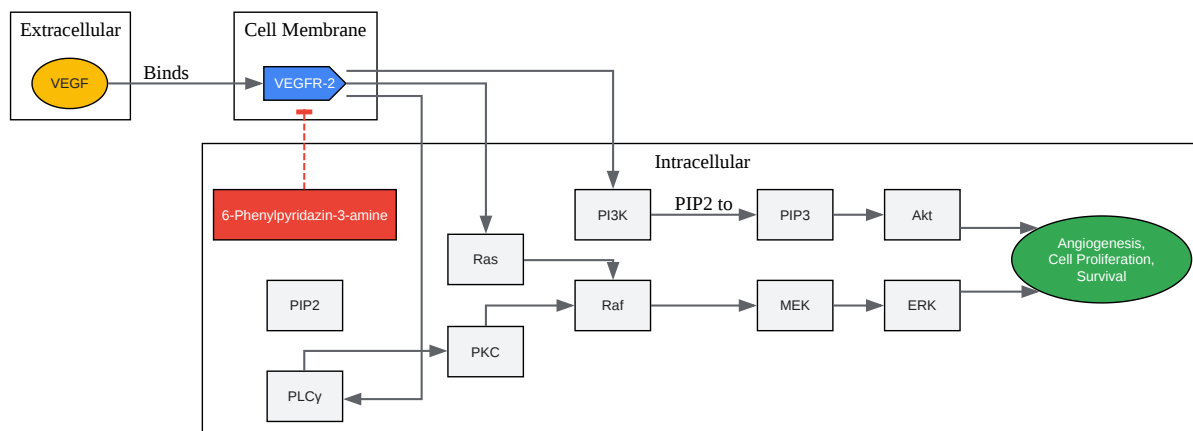 Extracellular
Cell Membrane
VEGF
Binds
VEGFR-2
Intracellular
6-Phenylpyridazin-3-amine
PI3K
PIP2 to
PIP3
Akt
Ras
Angiogenesis,
Cell Proliferation,
Survival
PIP2
Raf
MEK
ERK
PKC
PLCγ